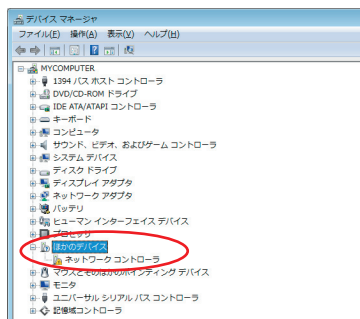 デバイス マネージャ
ファイル(F) 操作(A) 表示(V) ヘルプ(H)
MYCOMPUTER
1394 バス ホスト コントローラ
DVD/CD-ROM ドライブ
IDE ATA/ATAPI コントローラ
キーボード
コンピュータ
サウンド、ビデオ、およびゲーム コントローラ
システム デバイス
ディスク ドライブ
ディスプレイ アダプタ
ネットワーク アダプタ
バッテリ
ヒューマン インターフェイス デバイス
プロセッサ
ほかのデバイス
ネットワーク コントローラ
マウスとそのほかのポインティング デバイス
モニタ
ユニバーサル シリアル バス コントローラ
記憶域コントローラ